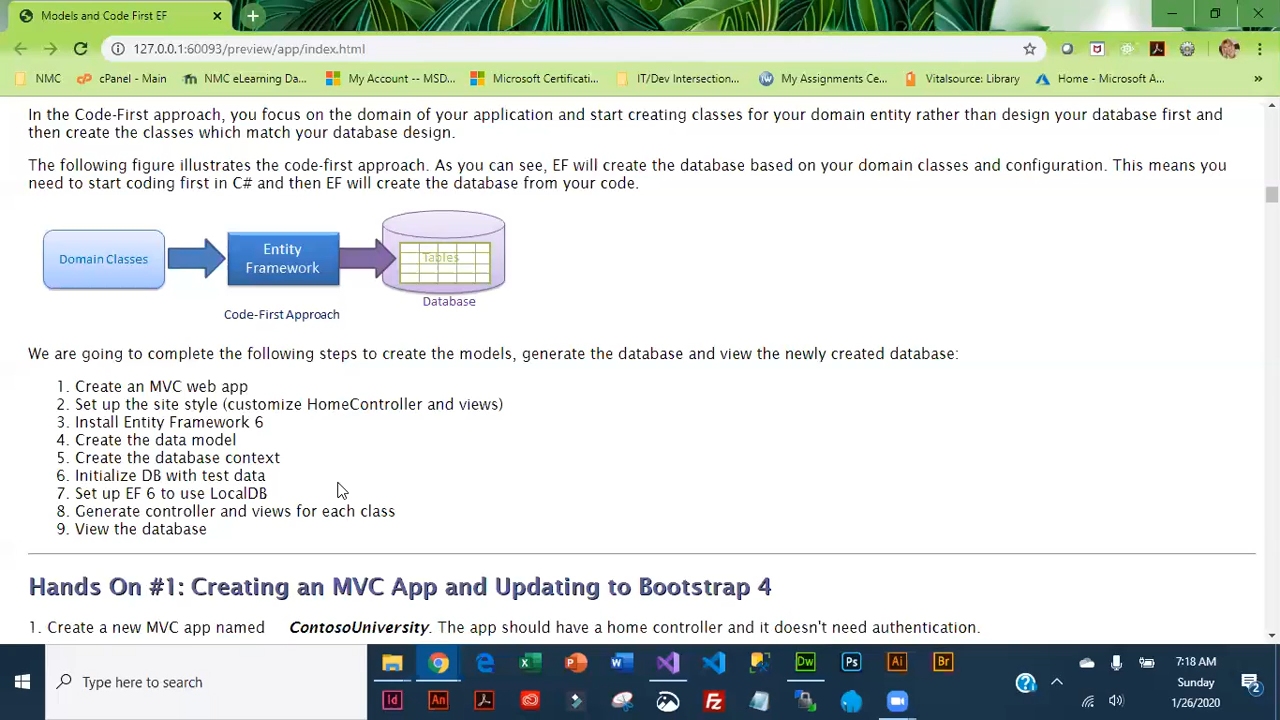 Models and Code First EF
127.0.0.1:60093/preview/app/index.html
NMC
cPanel - Main
NMC eLearning Da...
My Account -- MSD...
Microsoft Certificati...
IT/Dev Intersection...
My Assignments Ce...
Vitalsource: Library
Home - Microsoft A...
»
In the Code-First approach, you focus on the domain of your application and start creating classes for your domain entity rather than design your database first and
then create the classes which match your database design.
The following figure illustrates the code-first approach. As you can see, EF will create the database based on your domain classes and configuration. This means you
need to start coding first in C# and then EF will create the database from your code.
Domain Classes
Entity
Framework
Tables
Database
Code-First Approach
We are going to complete the following steps to create the models, generate the database and view the newly created database:
1. Create an MVC web app
2. Set up the site style (customize HomeController and views)
3. Install Entity Framework 6
4. Create the data model
5. Create the database context
6. Initialize DB with test data
7. Set up EF 6 to use LocalDB
8. Generate controller and views for each class
9. View the database
Hands On #1: Creating an MVC App and Updating to Bootstrap 4
1. Create a new MVC app named ContosoUniversity. The app should have a home controller and it doesn't need authentication.
Dw
Ps
Ai
Br
7:18 AM
Type here to search
Sunday
2
Id
An
Fz
1/26/2020